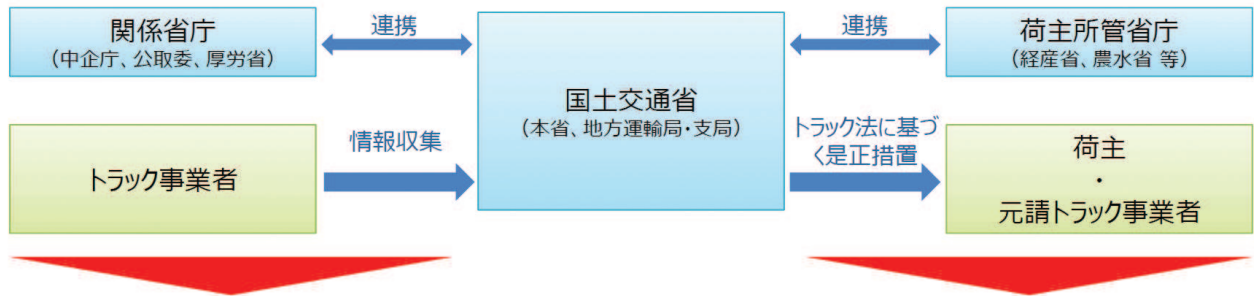 関係省庁
（中企庁、公取委、厚労省）
連携
国土交通省
（本省、地方運輸局・支局）
連携
荷主所管省庁
（経産省、農水省 等）
トラック事業者
情報収集
トラック法に基づ
く是正措置
荷主
・
元請トラック事業者